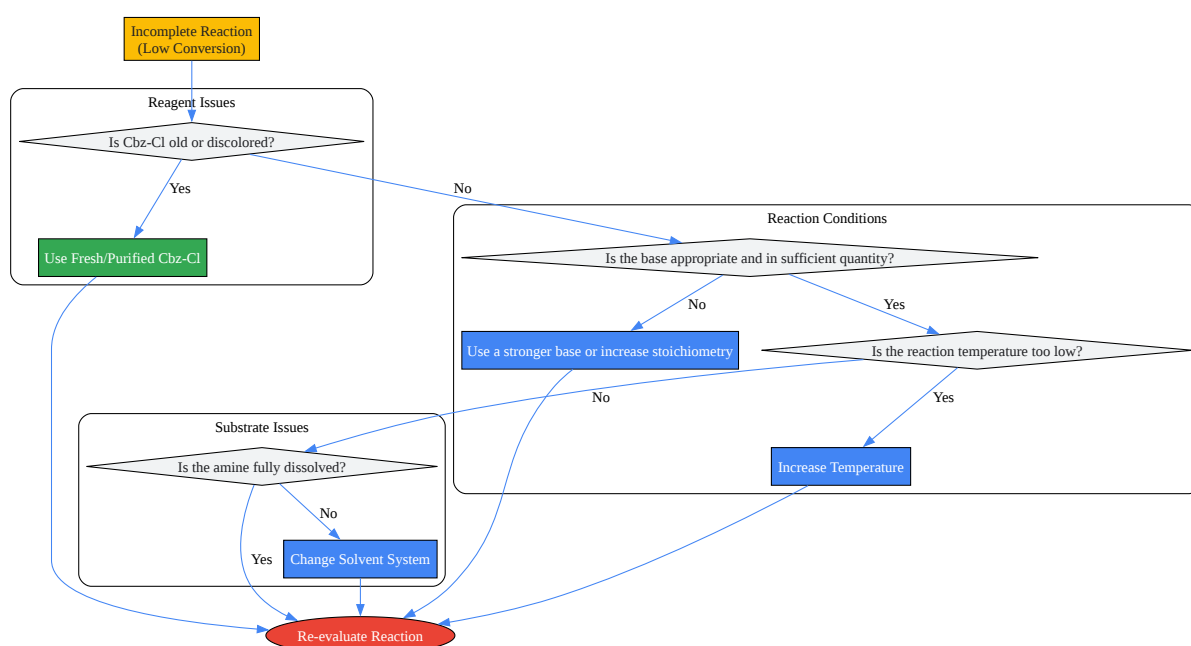 Incomplete Reaction
(Low Conversion)
Reagent Issues
Is Cbz-Cl old or discolored?
Yes
No
Use Fresh/Purified Cbz-Cl
Reaction Conditions
Is the base appropriate and in sufficient quantity?
No
Yes
Use a stronger base or increase stoichiometry
Is the reaction temperature too low?
No
Yes
Substrate Issues
Is the amine fully dissolved?
Increase Temperature
No
Yes
Change Solvent System
Re-evaluate Reaction